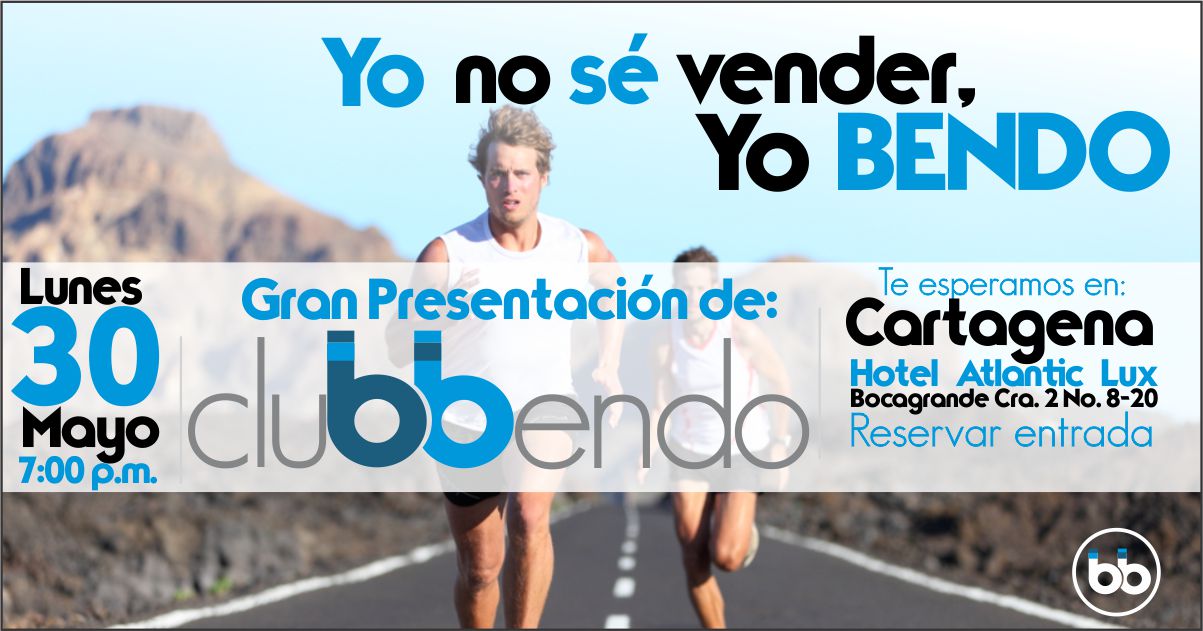 Yo no sé vender,
Yo BENDO
Lunes
30
Mayo
7:00 p.m.
Gran Presentación de:
clubbendo
Te esperamos en:
Cartagena
Hotel Atlantic Lux
Bocagrande Cra. 2 No. 8-20
Reservar entrada
bb